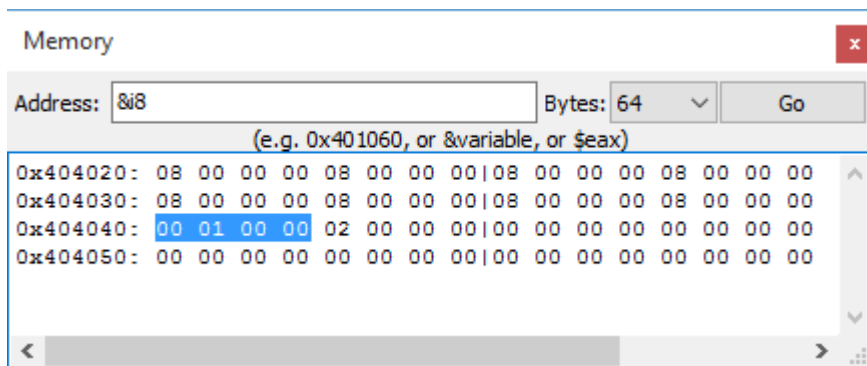 Memory
x
Address: &i8 Bytes: 64 Go
(e.g. 0x401060, or &variable, or $eax)
0x404020: 08 00 00 00 08 00 00 00|08 00 00 00 08 00 00 00
0x404030: 08 00 00 00 08 00 00 00|08 00 00 00 08 00 00 00
0x404040: 00 01 00 00 02 00 00 00|00 00 00 00 00 00 00 00
0x404050: 00 00 00 00 00 00 00 00|00 00 00 00 00 00 00 00